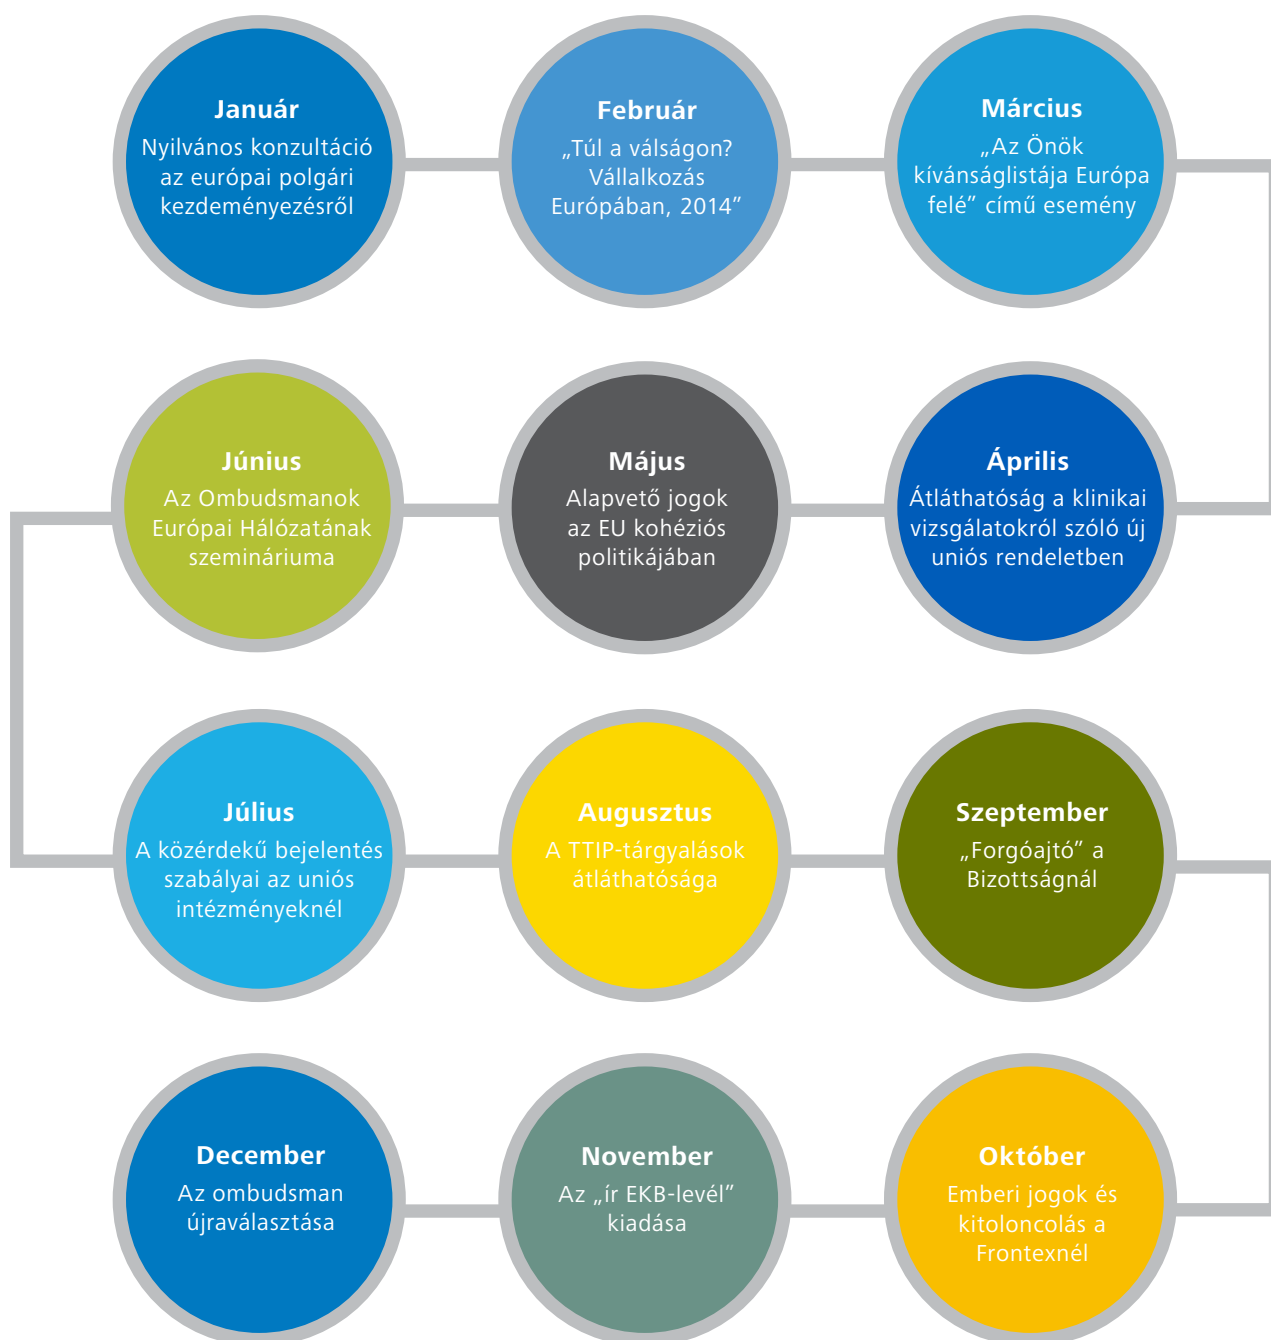 Január
Nyilvános konzultáció
az európai polgári
kezdeményezésről
Február
„Túl a válságon?
Vállalkozás
Európában, 2014”
Március
„Az Önök
kívánságlistája Európa
felé” című esemény
Április
Átláthatóság a klinikai
vizsgálatokról szóló új
uniós rendeletben
Május
Alapvető jogok
az EU kohéziós
politikájában
Június
Az Ombudsmanok
Európai Hálózatának
szemináriuma
Július
A közérdekű bejelentés
szabályai az uniós
intézményeknél
Augusztus
A TTIP-tárgyalások
átláthatósága
Szeptember
„Forgóajtó” a
Bizottságnál
Október
Emberi jogok és
kitoloncolás a
Frontexnél
November
Az „ír EKB-levél”
kiadása
December
Az ombudsman
újraválasztása